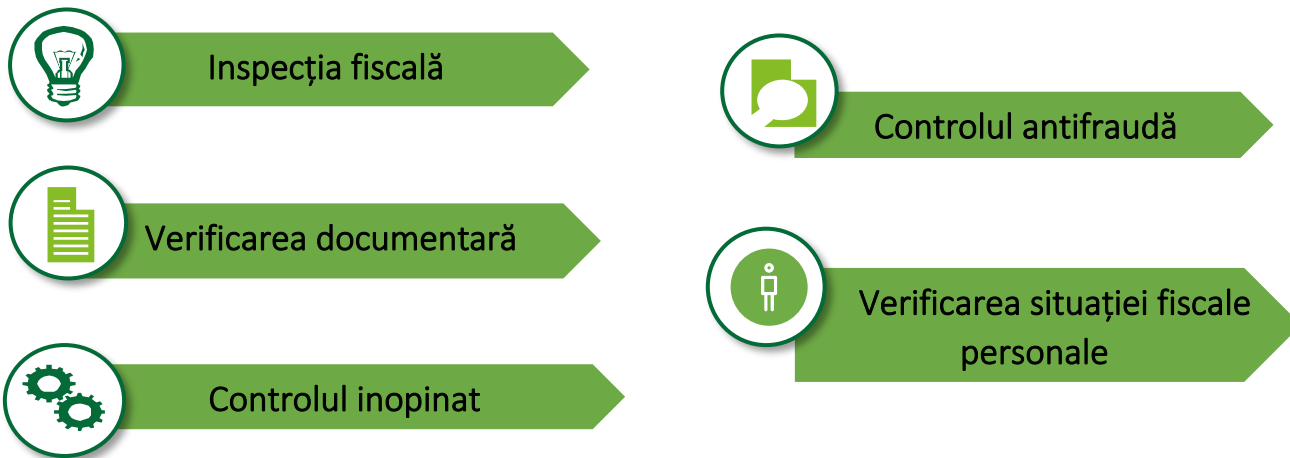 Inspecția fiscală
Verificarea documentară
Controlul inopinat
Controlul antifraudă
Verificarea situației fiscale
personale